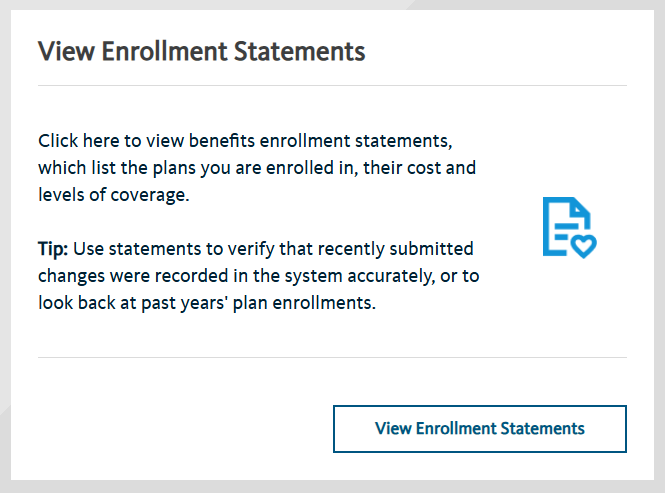 View Enrollment Statements
Click here to view benefits enrollment statements,
which list the plans you are enrolled in, their cost and
levels of coverage.
Tip: Use statements to verify that recently submitted
changes were recorded in the system accurately, or to
look back at past years' plan enrollments.
View Enrollment Statements